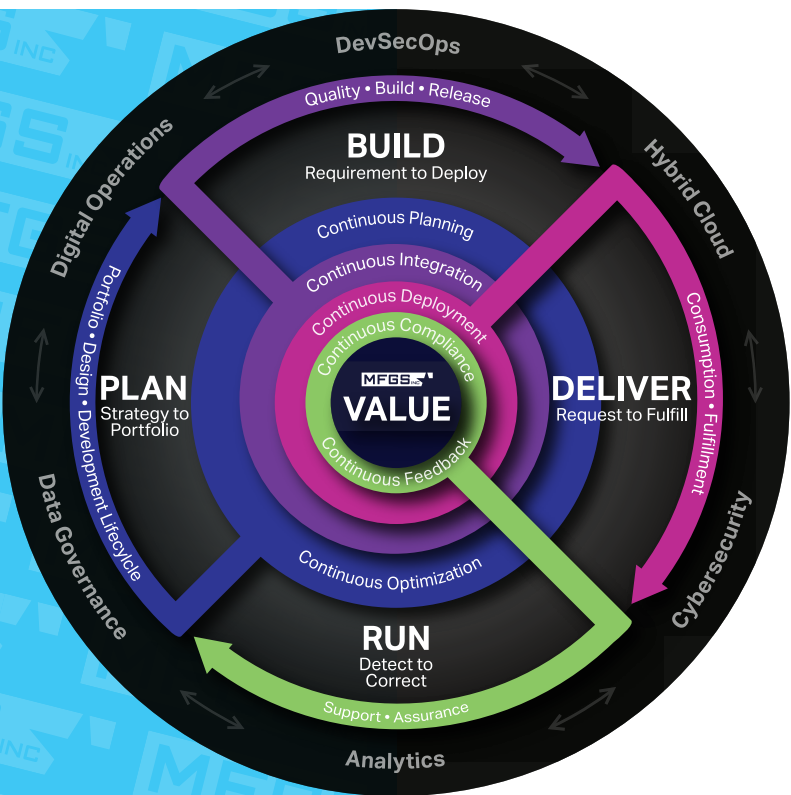 DevSecOps
Hybrid Cloud
Cybersecurity
Analytics
Data Governance
Digital Operations
Quality • Build • Release
BUILD
Requirement to Deploy
Consumption • Fulfillment
DELIVER
Request to Fulfill
RUN
Detect to
Correct
Support • Assurance
PLAN
Strategy to
Portfolio
Portfolio • Design • Development Lifecylcle
Continuous Planning
Continuous Integration
Continuous Deployment
Continuous Compliance
MFGS INC
VALUE
Continuous Feedback
Continuous Optimization